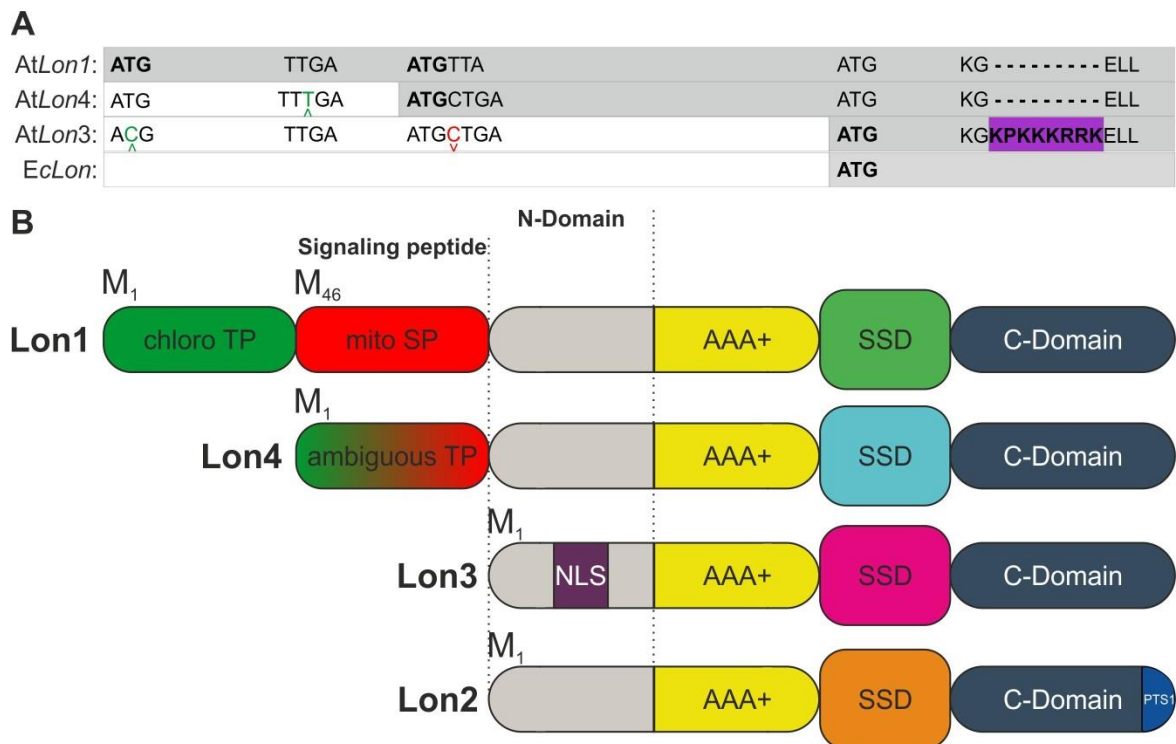 A
AtLon1: ATG TTGA ATGTTA ATG KG---------ELL
AtLon4: ATG TTTGA ATGCTGA ATG KG---------ELL
AtLon3: ACG TTGA ATGCTGA ATG KGKPKKKRRKELL
EcLon: ATG
B
N-Domain
Signaling peptide
M1 M46
Lon1 chloro TP mito SP AAA+ SSD C-Domain
M1
Lon4 ambiguous TP AAA+ SSD C-Domain
M1
Lon3 NLS AAA+ SSD C-Domain
M1
Lon2 AAA+ SSD C-Domain PTS1